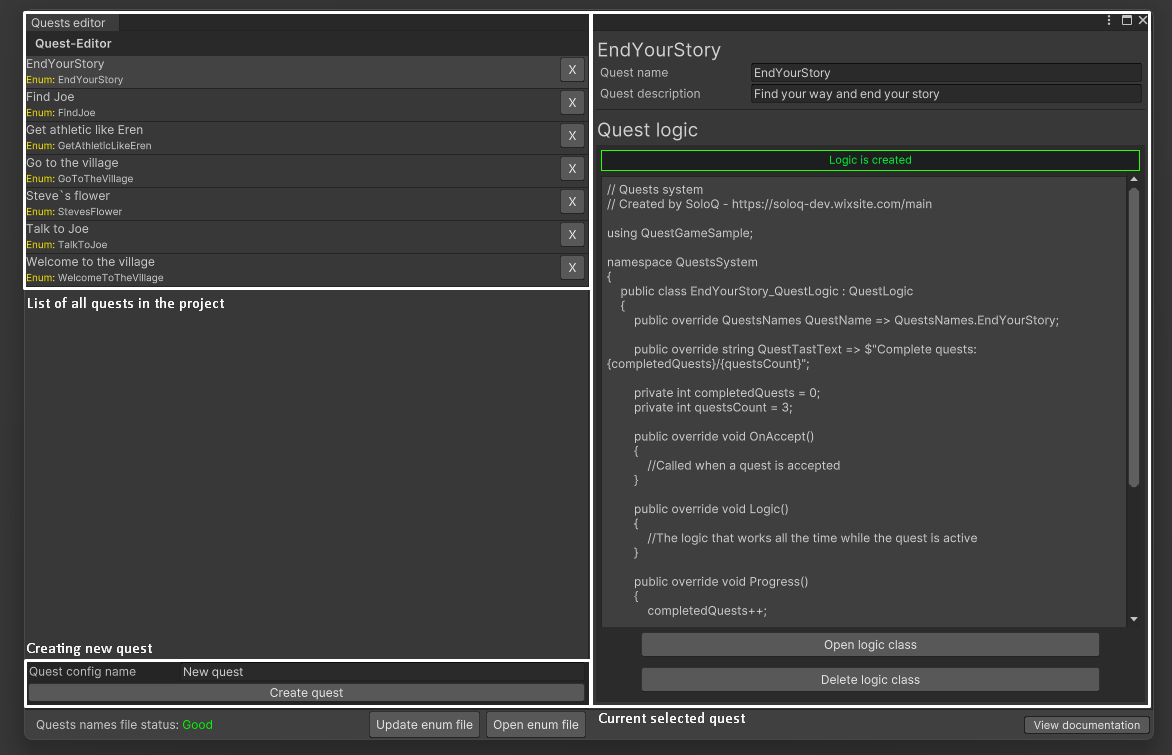 Quests editor
Quest-Editor
EndYourStory
Enum: EndYourStory
X
Find Joe
Enum: FindJoe
X
Get athletic like Eren
Enum: GetAthleticLikeEren
X
Go to the village
Enum: GoToTheVillage
X
Steve`s flower
Enum: StevesFlower
X
Talk to Joe
Enum: TalkToJoe
X
Welcome to the village
Enum: WelcomeToTheVillage
X
List of all quests in the project
Creating new quest
Quest config name New quest
Create quest
Quests names file status: Good
Update enum file
Open enum file
EndYourStory
Quest name EndYourStory
Quest description Find your way and end your story
Quest logic
Logic is created
// Quests system
// Created by SoloQ - https://soloq-dev.wixsite.com/main
using QuestGameSample;
namespace QuestsSystem
{
public class EndYourStory_QuestLogic : QuestLogic
{
public override QuestsNames QuestName => QuestsNames.EndYourStory;
public override string QuestTastText => $"Complete quests:
{completedQuests}/{questsCount}";
private int completedQuests = 0;
private int questsCount = 3;
public override void OnAccept()
{
//Called when a quest is accepted
}
public override void Logic()
{
//The logic that works all the time while the quest is active
}
public override void Progress()
{
completedQuests++;
Open logic class
Delete logic class
Current selected quest
View documentation